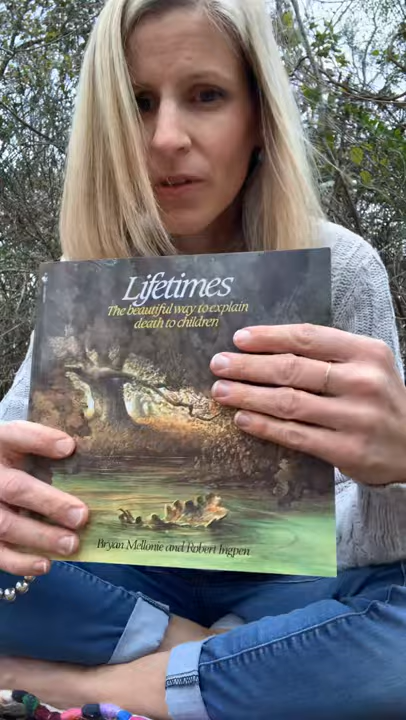 Lifetimes
The beautiful way to explain
death to children
Bryan Mellonie and Robert Ingpen